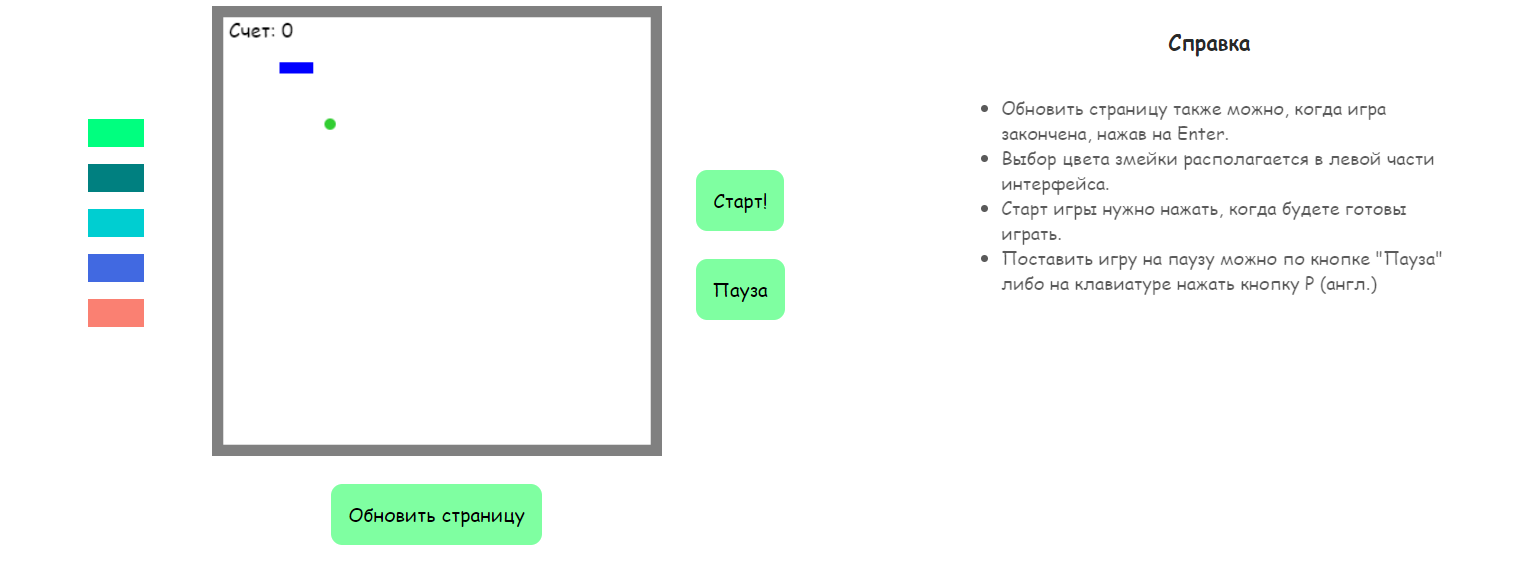 Счет: 0
Старт!
Пауза
Обновить страницу
Справка
Обновить страницу также можно, когда игра
закончена, нажав на Enter.
Выбор цвета змейки располагается в левой части
интерфейса.
Старт игры нужно нажать, когда будете готовы
играть.
Поставить игру на паузу можно по кнопке "Пауза"
либо на клавиатуре нажать кнопку P (англ.)